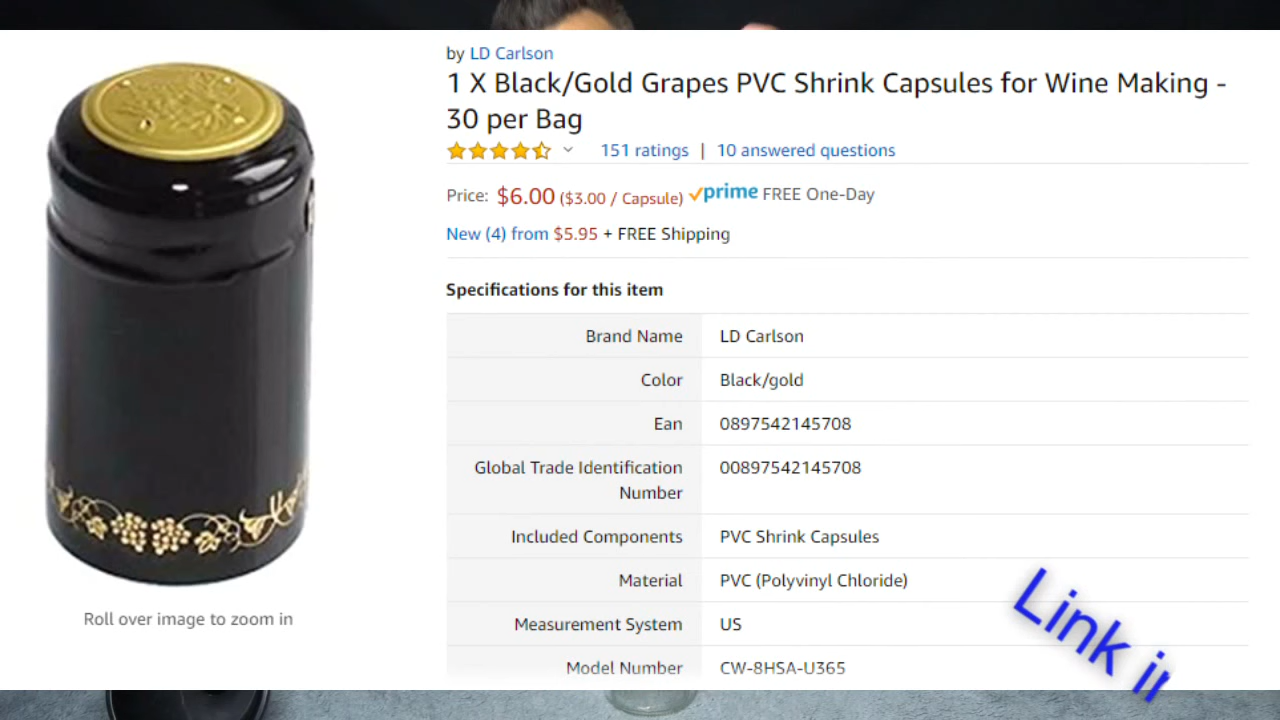 by LD Carlson
1 X Black/Gold Grapes PVC Shrink Capsules for Wine Making -
30 per Bag
151 ratings | 10 answered questions
Price: $6.00 ($3.00 / Capsule) prime FREE One-Day
New (4) from $5.95 + FREE Shipping
Specifications for this item
Brand Name LD Carlson
Color Black/gold
Ean 0897542145708
Global Trade Identification
Number 00897542145708
Included Components PVC Shrink Capsules
Material PVC (Polyvinyl Chloride)
Measurement System US
Model Number CW-8HSA-U365
Roll over image to zoom in
Link in